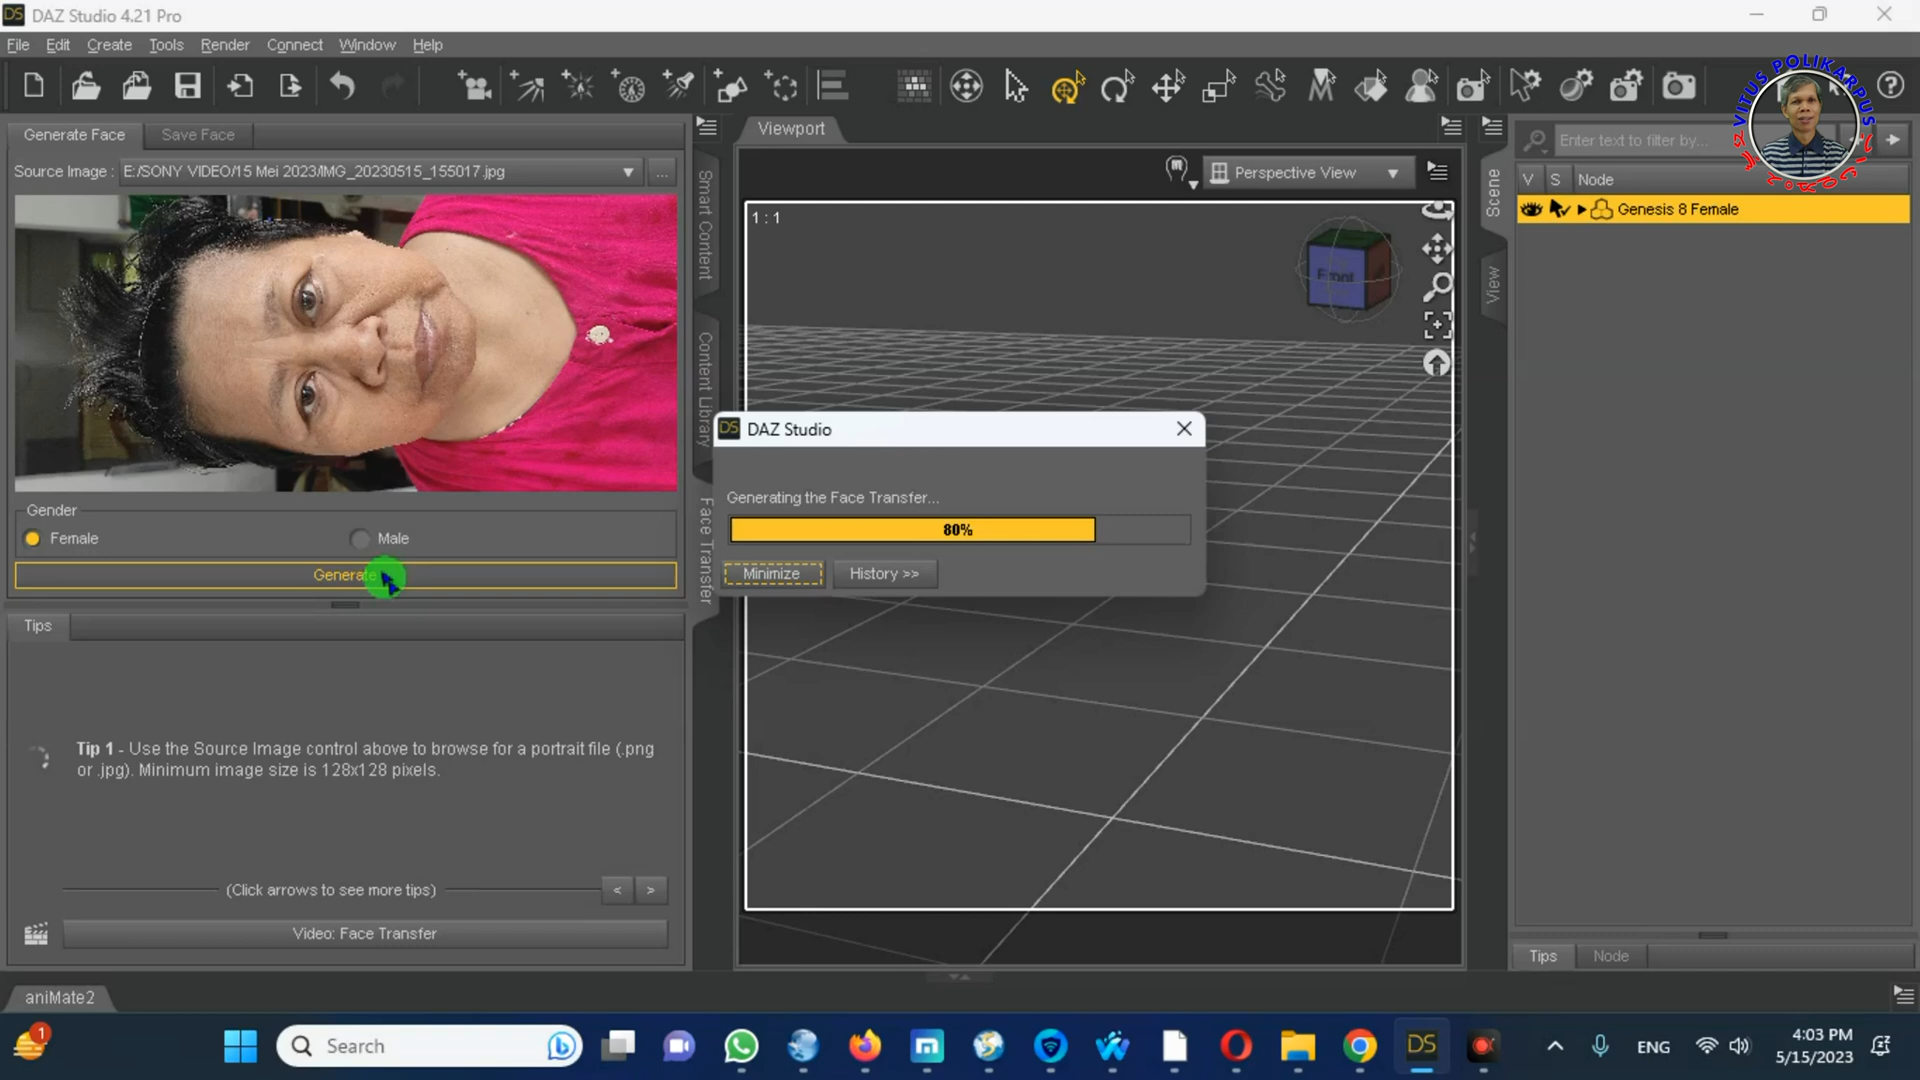 DAZ Studio 4.21 Pro
File Edit Create Tools Render Connect Window Help
VITUS POLIKARPUS
Generate Face Save Face
Viewport
Enter text to filter by...
Source Image : E:/SONY VIDEO/15 Mei 2023/IMG_20230515_155017.jpg ...
Perspective View
V S Node
Genesis 8 Female
1 : 1
Front
Smart Content
Content Library
Face Transfer
Scene
View
DAZ Studio
Generating the Face Transfer...
80%
Minimize History >>
Gender
Female Male
Generate
Tips
Tip 1 - Use the Source Image control above to browse for a portrait file (.png
or .jpg). Minimum image size is 128x128 pixels.
(Click arrows to see more tips) < >
Video: Face Transfer
Tips Node
aniMate2
1
Search
DS
ENG
4:03 PM
5/15/2023